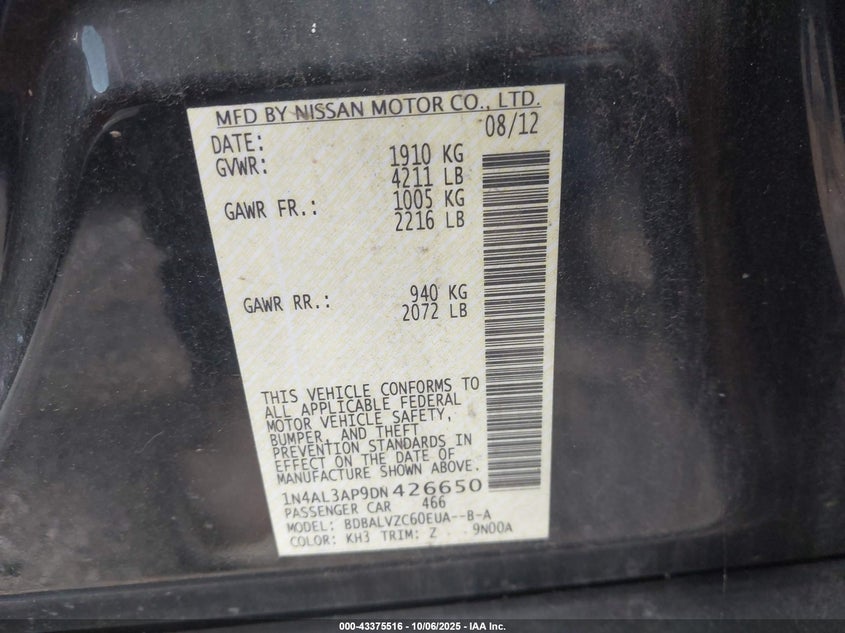 MFD BY NISSAN MOTOR CO., LTD.
DATE: 08/12
GVWR: 1910 KG
4211 LB
GAWR FR.: 1005 KG
2216 LB
GAWR RR.: 940 KG
2072 LB
THIS VEHICLE CONFORMS TO
ALL APPLICABLE FEDERAL
MOTOR VEHICLE SAFETY,
BUMPER, AND THEFT
PREVENTION STANDARDS IN
EFFECT ON THE DATE OF
MANUFACTURE SHOWN ABOVE.
1N4AL3AP9DN426650
PASSENGER CAR 466
MODEL: BDBALVZC60EUA--B-A
COLOR: KH3 TRIM: Z 9N00A
000-43375516 - 10/06/2025 - IAA Inc.